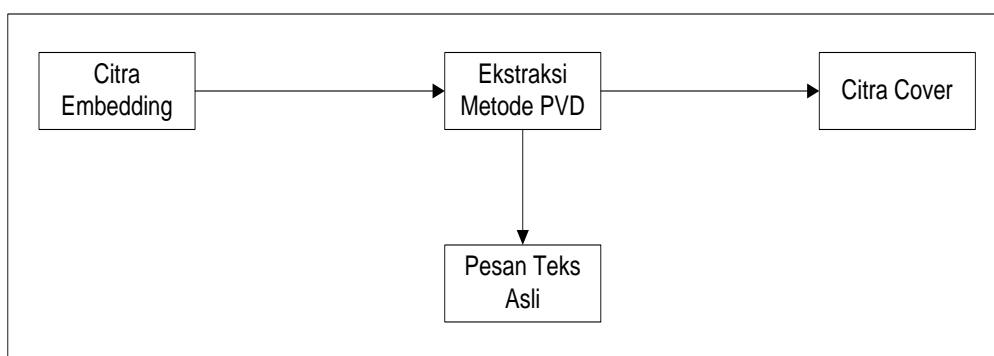 Citra
Embedding
Ekstraksi
Metode PVD
Citra Cover
Pesan Teks
Asli